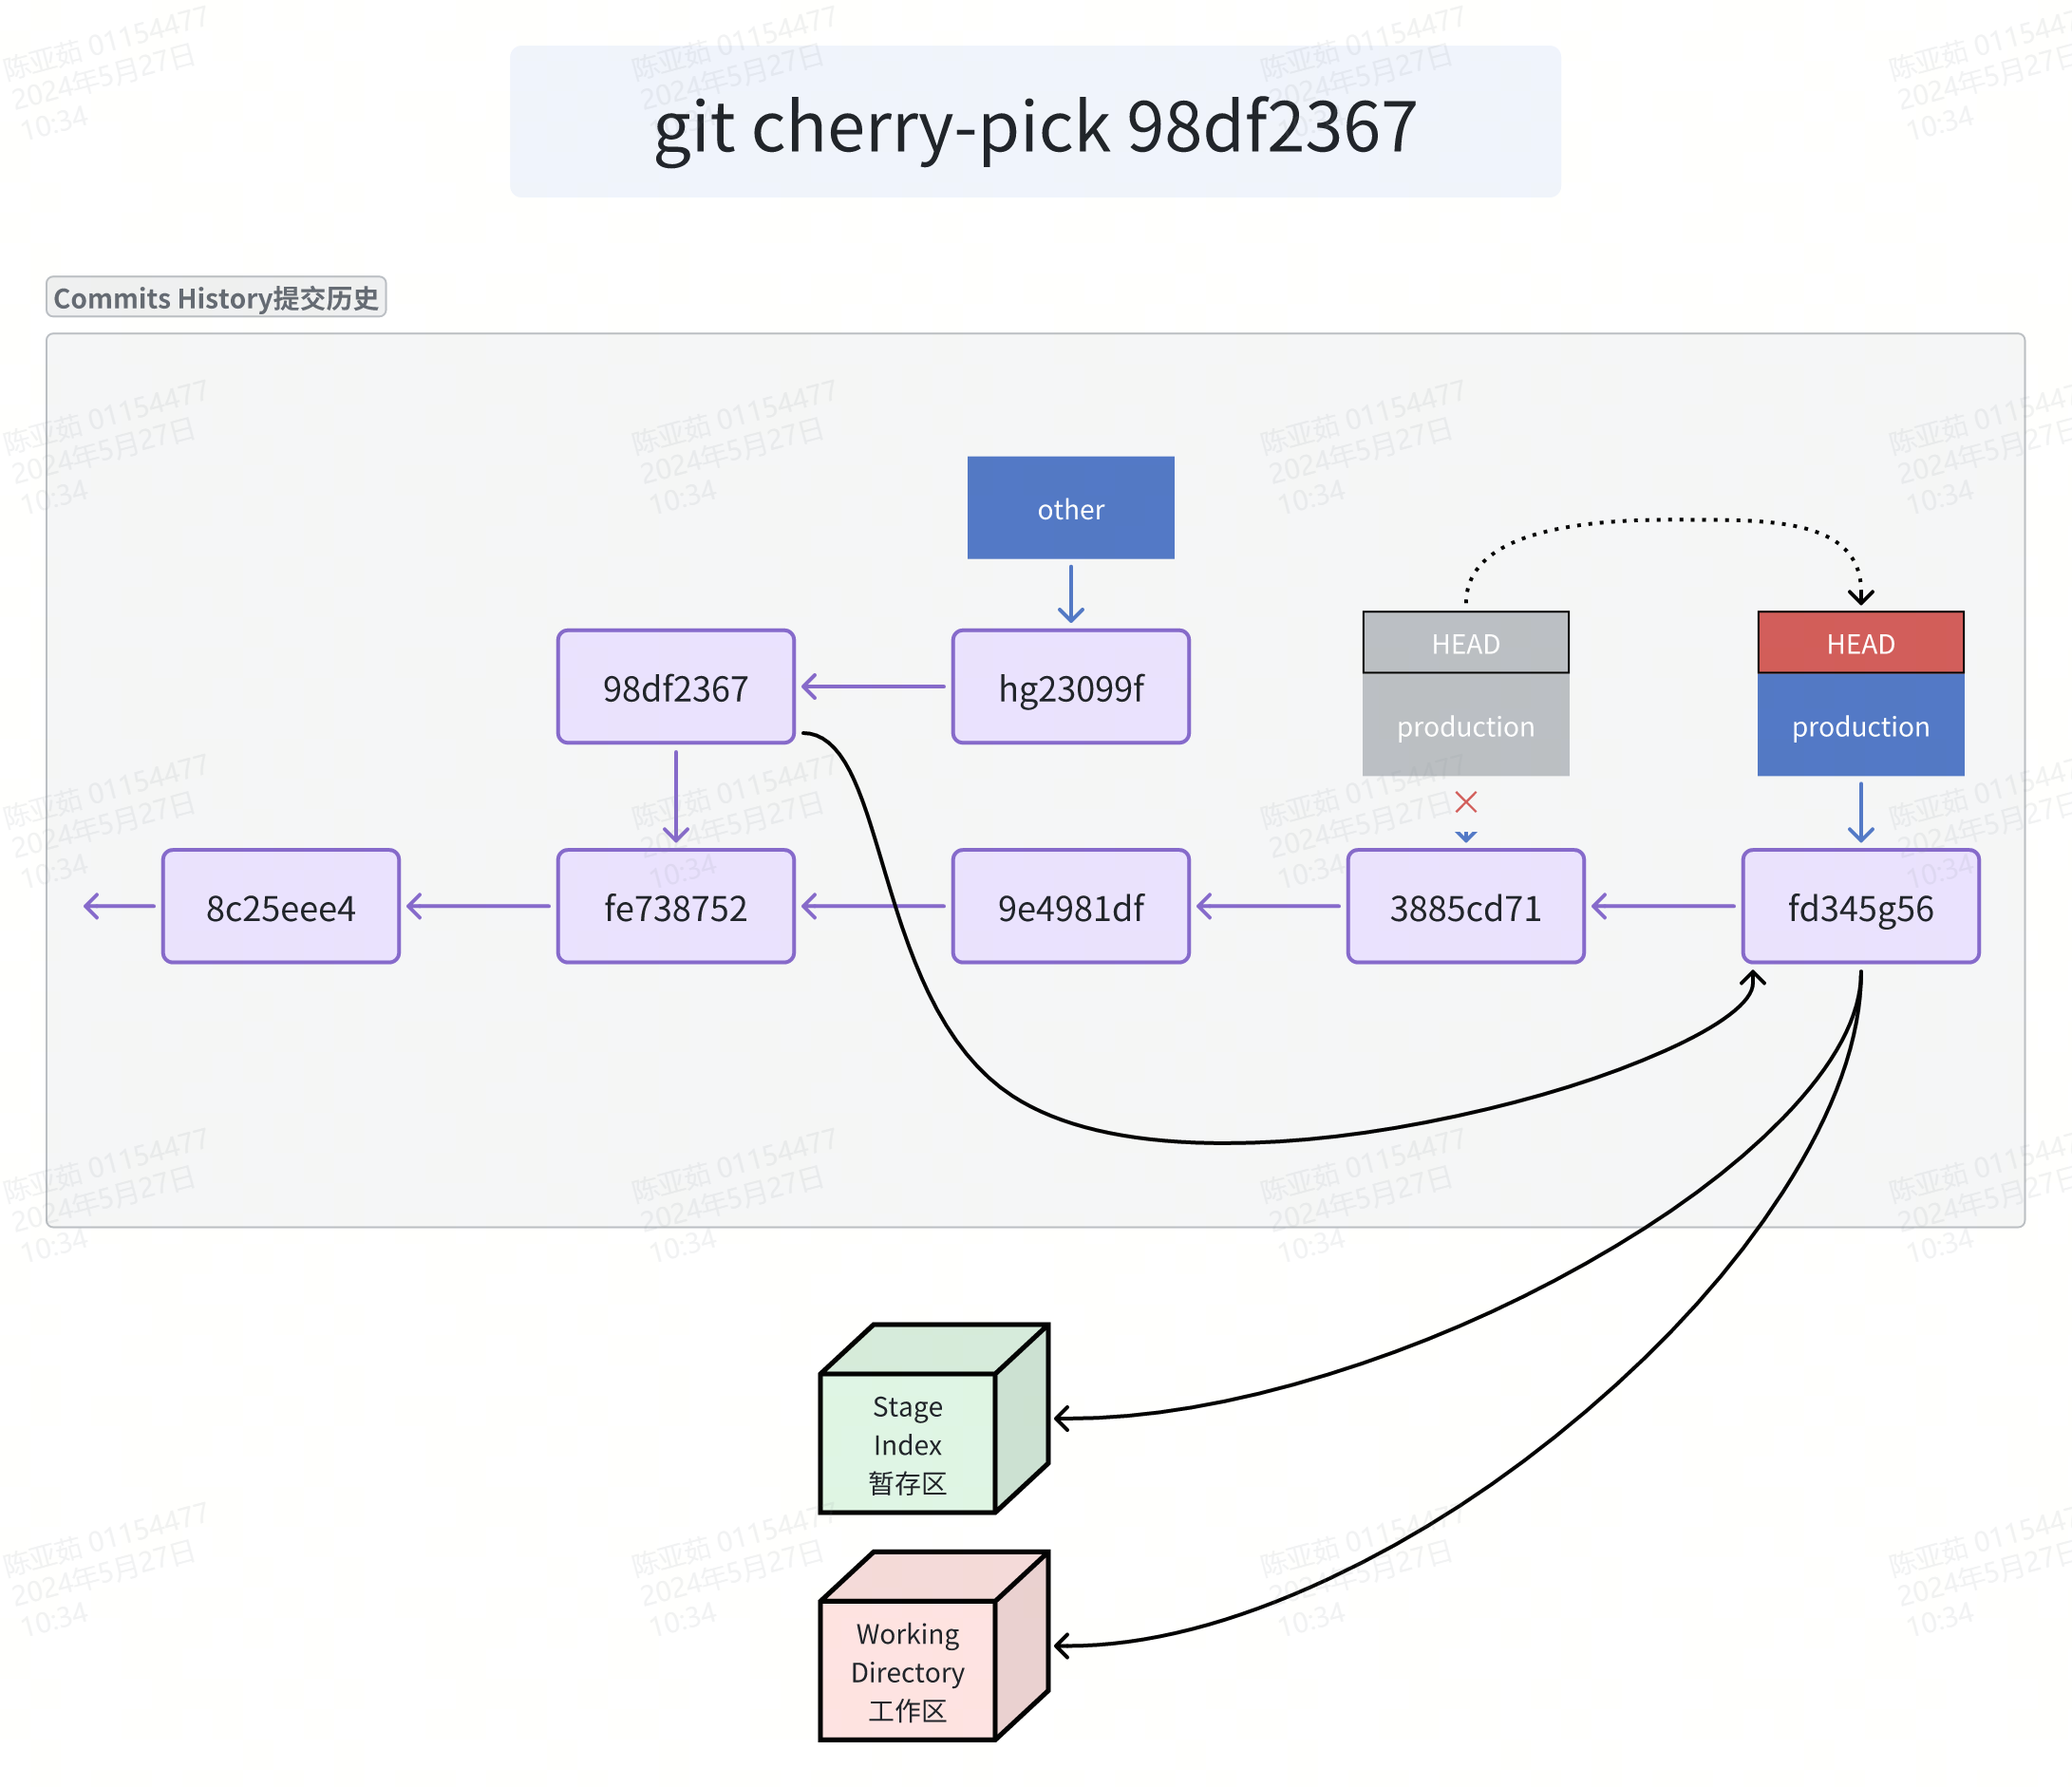 git cherry-pick 98df2367
Commits History提交历史
other
HEAD
HEAD
98df2367
hg23099f
production
production
8c25eee4
fe738752
9e4981df
3885cd71
fd345g56
Stage
Index
暂存区
Working
Directory
工作区
陈亚茹 01154477
2024年5月27日
10:34